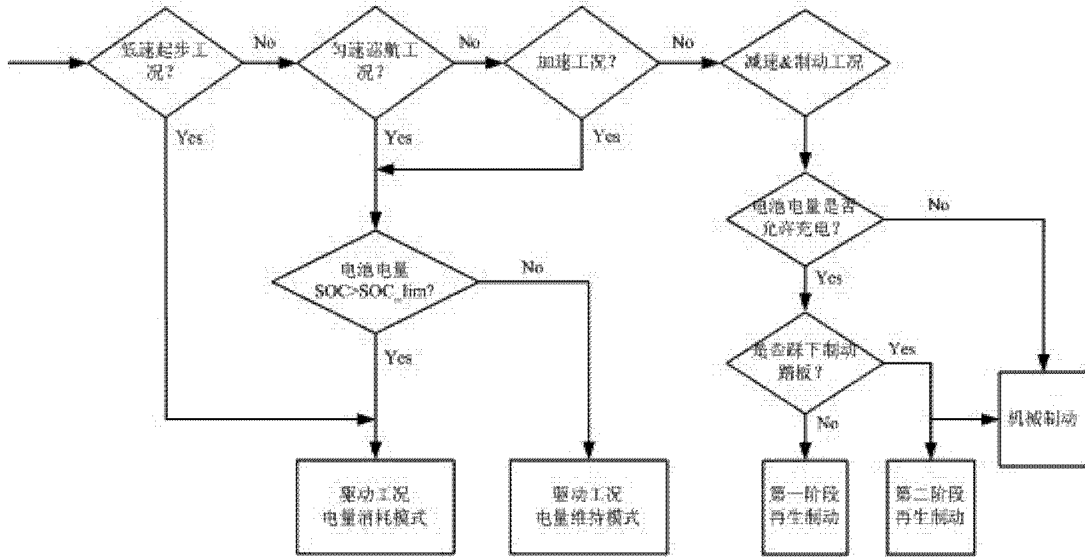 低速起步工
况?
No
匀速巡航工
况?
No
加速工况?
No
减速&制动工况
Yes
Yes
Yes
电池电量是否
允许充电?
No
Yes
电池电量
SOC>SOC_lim?
No
Yes
是否踩下制动
踏板?
Yes
No
机械制动
驱动工况
电量消耗模式
驱动工况
电量维持模式
第一阶段
再生制动
第二阶段
再生制动